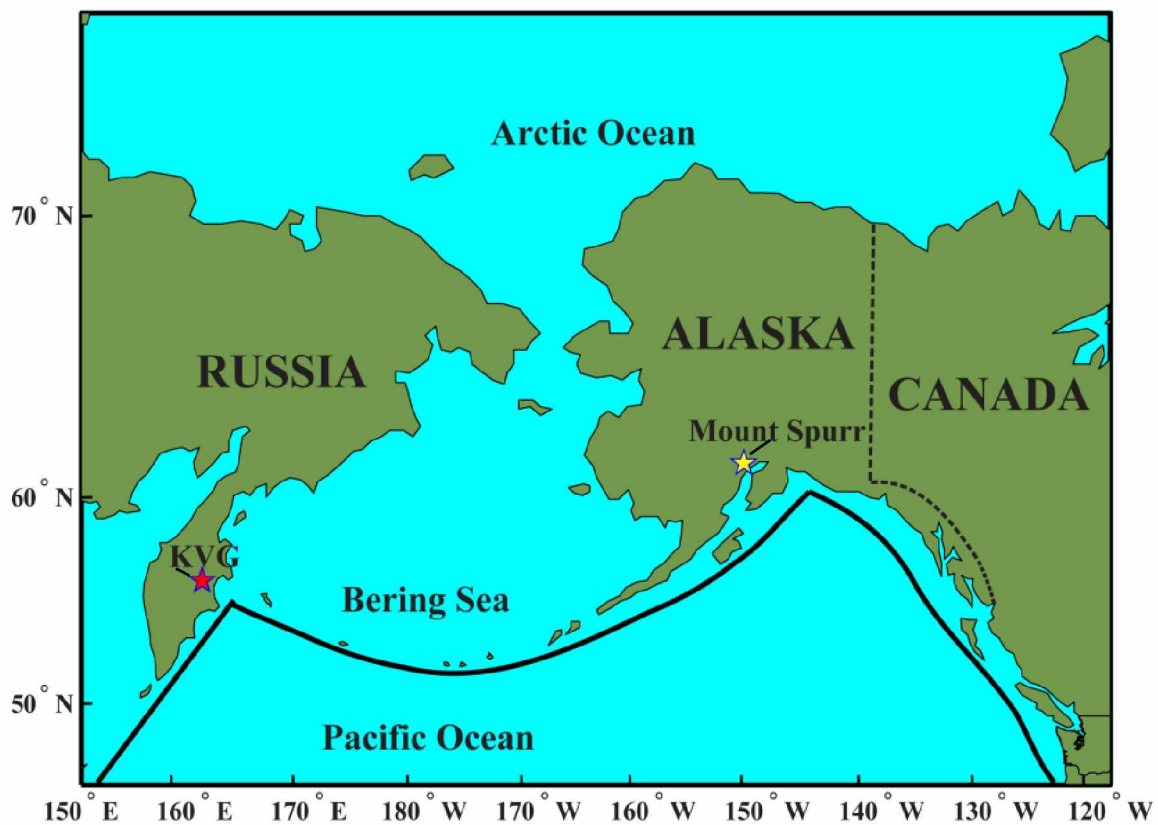 Arctic Ocean
70° N
ALASKA
RUSSIA
CANADA
Mount Spurr
60° N
KVG
Bering Sea
50° N
Pacific Ocean
150° E 160° E 170° E 180° W 170° W 160° W 150° W 140° W 130° W 120° W